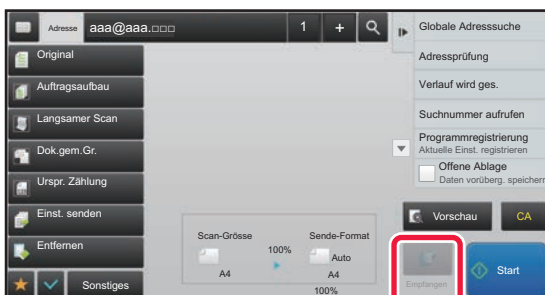 Adresse aaa@aaa.□□□ 1 +
Original
Auftragsaufbau
Langsamer Scan
Dok.gem.Gr.
Urspr. Zählung
Einst. senden
Entfernen
Sonstiges
Scan-Grösse
A4
100%
Sende-Format
Auto
A4
100%
Globale Adresssuche
Adressprüfung
Verlauf wird ges.
Suchnummer aufrufen
Programmregistrierung
Aktuelle Einst. registrieren
Offene Ablage
Daten vorüberg. speichern
Vorschau
CA
Empfangen
Start